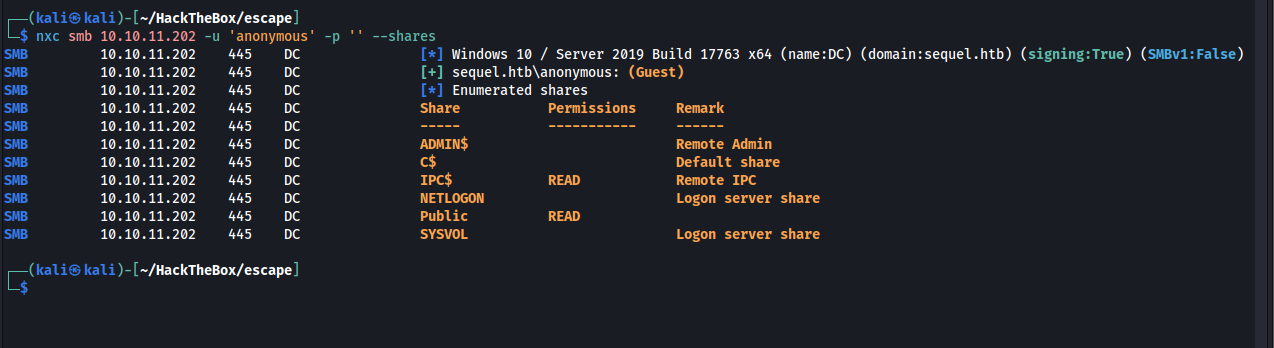 (kali㉿kali)-[~/HackTheBox/escape]
$ nxc smb 10.10.11.202 -u 'anonymous' -p '' --shares
SMB 10.10.11.202 445 DC [*] Windows 10 / Server 2019 Build 17763 x64 (name:DC) (domain:sequel.htb) (signing:True) (SMBv1:False)
SMB 10.10.11.202 445 DC [+] sequel.htb\anonymous: (Guest)
SMB 10.10.11.202 445 DC [*] Enumerated shares
SMB 10.10.11.202 445 DC Share Permissions Remark
SMB 10.10.11.202 445 DC ----- ----------- ------
SMB 10.10.11.202 445 DC ADMIN$ Remote Admin
SMB 10.10.11.202 445 DC C$ Default share
SMB 10.10.11.202 445 DC IPC$ READ Remote IPC
SMB 10.10.11.202 445 DC NETLOGON Logon server share
SMB 10.10.11.202 445 DC Public READ
SMB 10.10.11.202 445 DC SYSVOL Logon server share
(kali㉿kali)-[~/HackTheBox/escape]
$